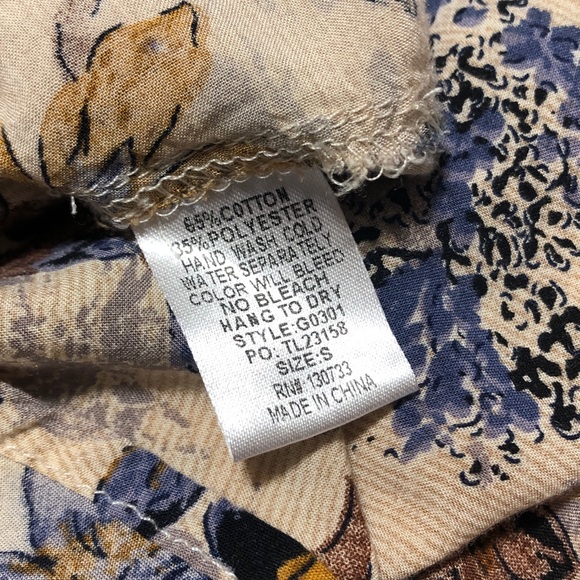 65% COTTON
35% POLYESTER
HAND WASH COLD
WATER SEPARATELY
COLOR WILL BLEED
NO BLEACH
HANG TO DRY
STYLE:G0301
PO: TL23158
SIZE:S
RN#:130733
MADE IN CHINA